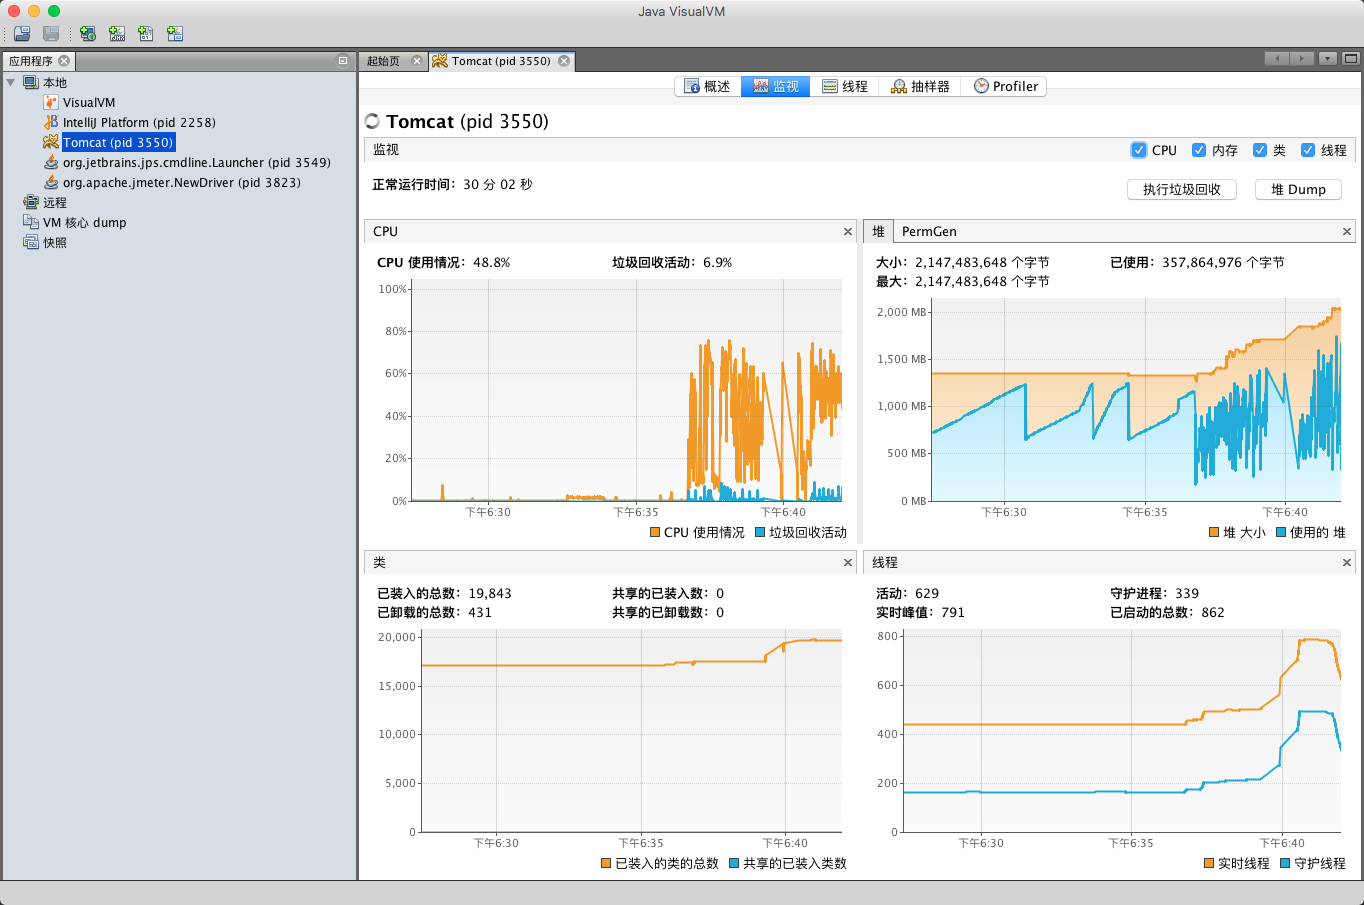 Java VisualVM
应用程序
起始页
Tomcat (pid 3550)
本地
VisualVM
IntelliJ Platform (pid 2258)
Tomcat (pid 3550)
org.jetbrains.jps.cmdline.Launcher (pid 3549)
org.apache.jmeter.NewDriver (pid 3823)
远程
VM 核心 dump
快照
概述
监视
线程
抽样器
Profiler
Tomcat (pid 3550)
监视
CPU
内存
类
线程
正常运行时间: 30 分 02 秒
执行垃圾回收
堆 Dump
CPU
CPU 使用情况: 48.8%
垃圾回收活动: 6.9%
100%
80%
60%
40%
20%
0%
下午6:30
下午6:35
下午6:40
CPU 使用情况
垃圾回收活动
堆
PermGen
大小: 2,147,483,648 个字节
已使用: 357,864,976 个字节
最大: 2,147,483,648 个字节
2,000 MB
1,500 MB
1,000 MB
500 MB
0 MB
下午6:30
下午6:35
下午6:40
堆 大小
使用的 堆
类
已装入的总数: 19,843
共享的已装入数: 0
已卸载的总数: 431
共享的已卸载数: 0
20,000
15,000
10,000
5,000
0
下午6:30
下午6:35
下午6:40
已装入的类的总数
共享的已装入类数
线程
活动: 629
守护进程: 339
实时峰值: 791
已启动的总数: 862
800
600
400
200
0
下午6:30
下午6:35
下午6:40
实时线程
守护线程